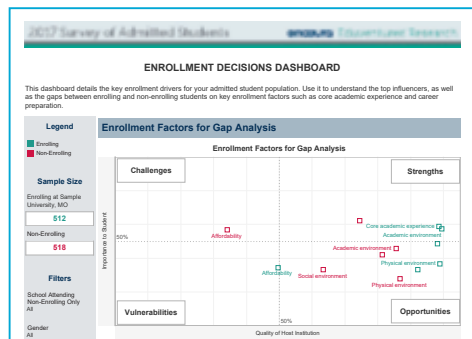 2017 Survey of Admitted Students
encoura Eduventures Research
ENROLLMENT DECISIONS DASHBOARD
This dashboard details the key enrollment drivers for your admitted student population. Use it to understand the top influencers, as well
as the gaps between enrolling and non-enrolling students on key enrollment factors such as core academic experience and career
preparation.
Legend
Enrolling
Non-Enrolling
Sample Size
Enrolling at Sample
University, MO
512
Non-Enrolling
518
Filters
School Attending
Non-Enrolling Only
All
Gender
All
Enrollment Factors for Gap Analysis
Enrollment Factors for Gap Analysis
Challenges
Strengths
Importance to Student
50%
Affordability
Core academic experience
Academic environment
Academic environment
Physical environment
Affordability
Social environment
Physical environment
Vulnerabilities
Opportunities
50%
Quality of Host Institution